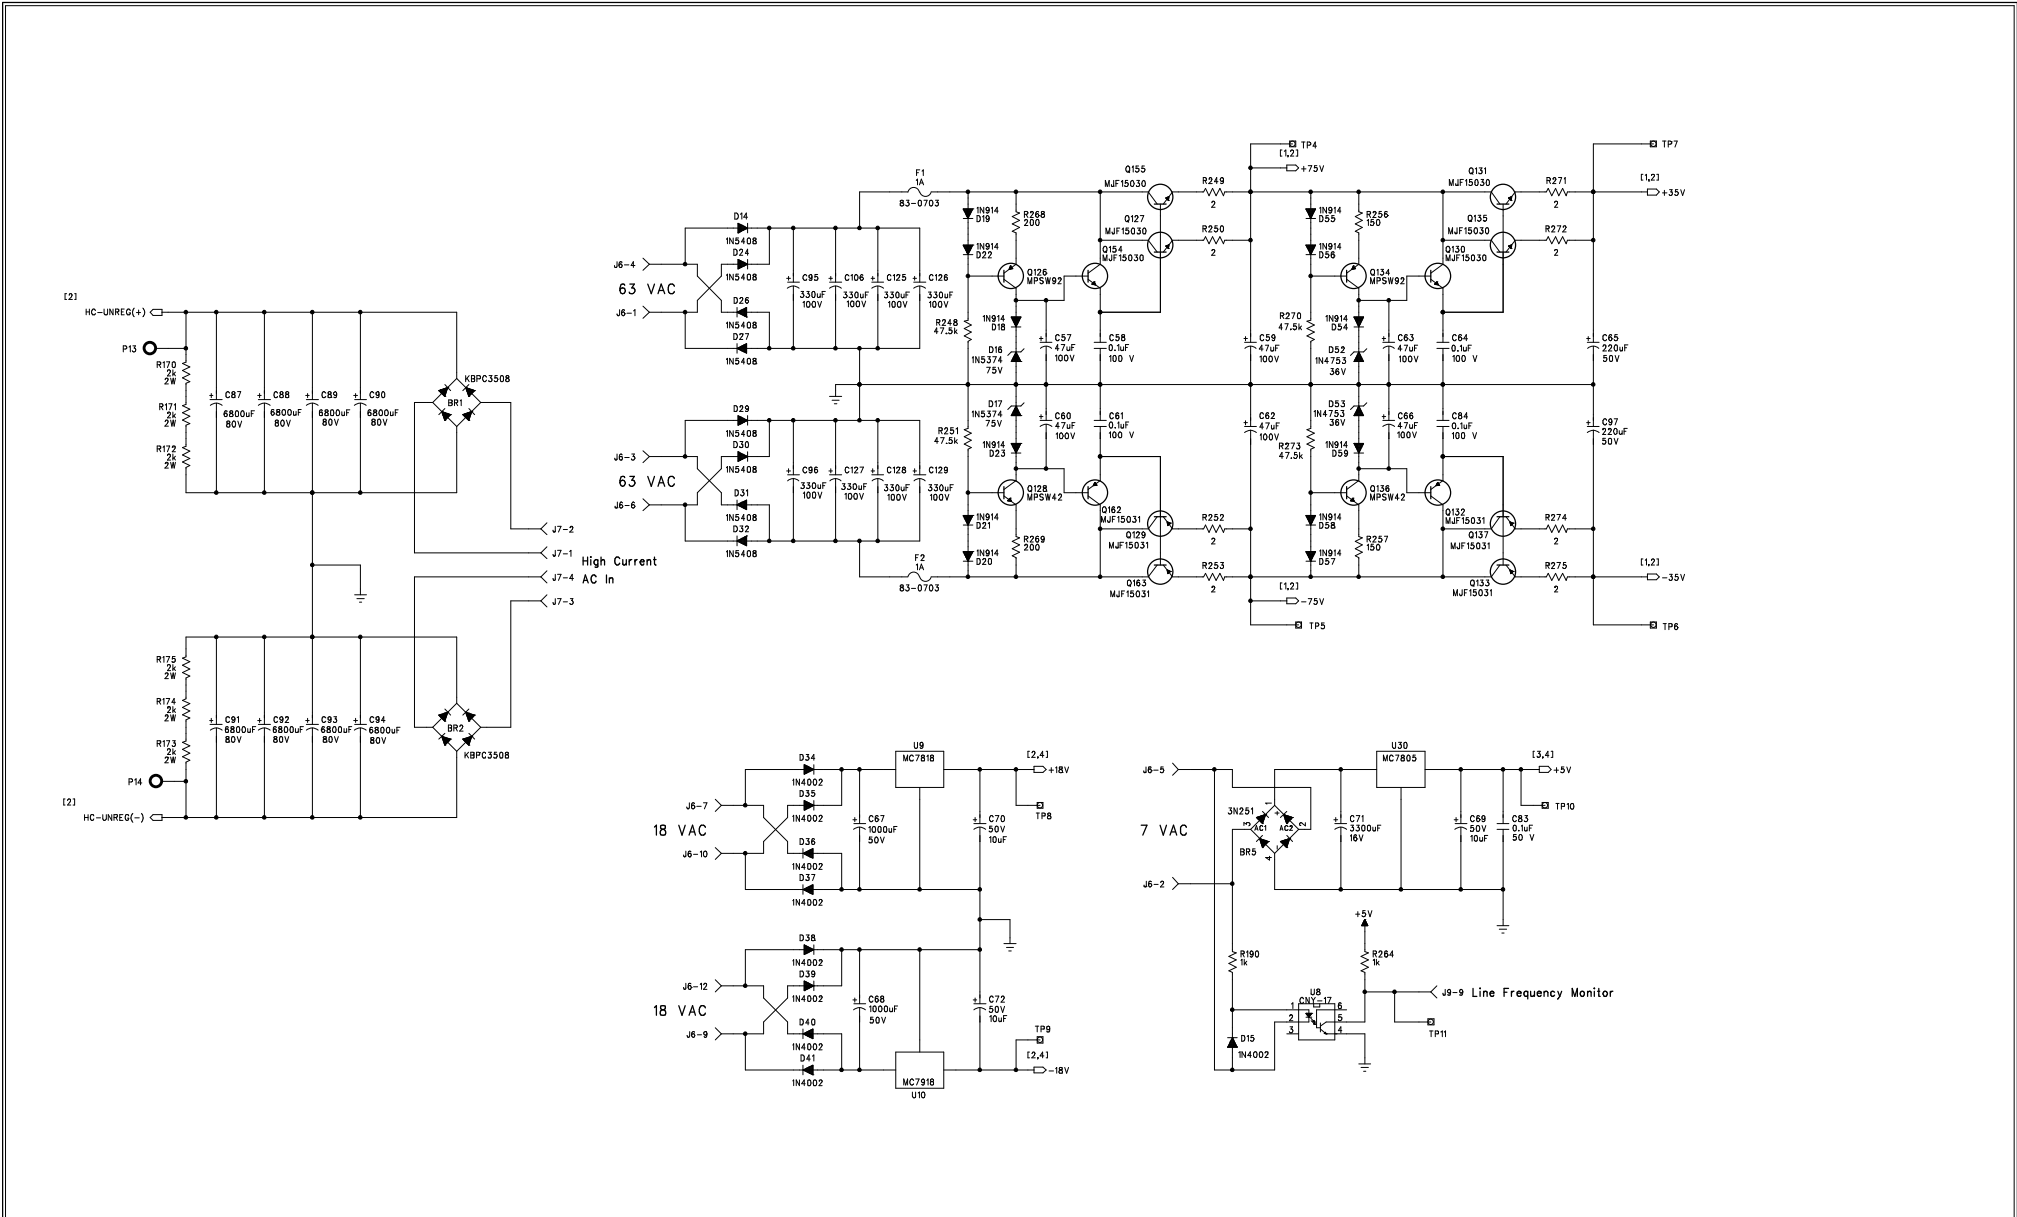 [2]
HC-UNREG(+)
P13
R170
2k
2W
R171
2k
2W
R172
2k
2W
C87
6800uF
80V
C88
6800uF
80V
C89
6800uF
80V
C90
6800uF
80V
KBPC3508
BR1
J7-2
J7-1
High Current
J7-4
AC In
J7-3
R175
2k
2W
R174
2k
2W
R173
2k
2W
P14
[2]
HC-UNREG(-)
C91
6800uF
80V
C92
6800uF
80V
C93
6800uF
80V
C94
6800uF
80V
BR2
KBPC3508
J6-4
63 VAC
J6-1
D14
1N5408
D24
1N5408
D26
1N5408
D27
1N5408
C95
330uF
100V
C106
330uF
100V
C125
330uF
100V
C126
330uF
100V
F1
1A
83-0703
J6-3
63 VAC
J6-6
D29
1N5408
D30
1N5408
D31
1N5408
D32
1N5408
C96
330uF
100V
C127
330uF
100V
C128
330uF
100V
C129
330uF
100V
F2
1A
83-0703
1N914
D19
1N914
D22
R268
200
Q126
MPSW92
R248
47.5k
1N914
D18
D16
1N5374
75V
C57
47uF
100V
Q154
MJF15030
C58
0.1uF
100 V
Q155
MJF15030
Q127
MJF15030
R249
2
R250
2
TP4
[1,2]
+75V
C59
47uF
100V
R251
47.5k
D17
1N5374
75V
1N914
D23
C60
47uF
100V
C61
0.1uF
100 V
Q128
MPSW42
1N914
D21
1N914
D20
R269
200
Q162
MJF15031
Q129
MJF15031
Q163
MJF15031
R252
2
R253
2
C62
47uF
100V
[1,2]
-75V
TP5
1N914
D55
1N914
D56
R256
150
Q134
MPSW92
R270
47.5k
1N914
D54
D52
1N4753
36V
C63
47uF
100V
Q130
MJF15030
C64
0.1uF
100 V
Q131
MJF15030
Q135
MJF15030
R271
2
R272
2
TP7
[1,2]
+35V
C65
220uF
50V
R273
47.5k
D53
1N4753
36V
1N914
D59
C66
47uF
100V
C84
0.1uF
100 V
Q136
MPSW42
1N914
D58
1N914
D57
R257
150
Q132
MJF15031
Q137
MJF15031
Q133
MJF15031
R274
2
R275
2
C97
220uF
50V
[1,2]
-35V
TP6
J6-7
18 VAC
J6-10
D34
1N4002
D35
1N4002
D36
1N4002
D37
1N4002
C67
1000uF
50V
U9
MC7818
C70
50V
10uF
[2,4]
+18V
TP8
J6-12
18 VAC
J6-9
D38
1N4002
D39
1N4002
D40
1N4002
D41
1N4002
C68
1000uF
50V
MC7918
U10
C72
50V
10uF
TP9
[2,4]
-18V
J6-5
7 VAC
J6-2
3N251
1
+
3
AC1
AC2
2
-
4
BR5
C71
3300uF
16V
U30
MC7805
C69
50V
10uF
C83
0.1uF
50 V
[3,4]
+5V
TP10
R190
1k
+5V
R264
1k
U8
CNY-17
1
2
3
6
5
4
D15
1N4002
J9-9 Line Frequency Monitor
TP11